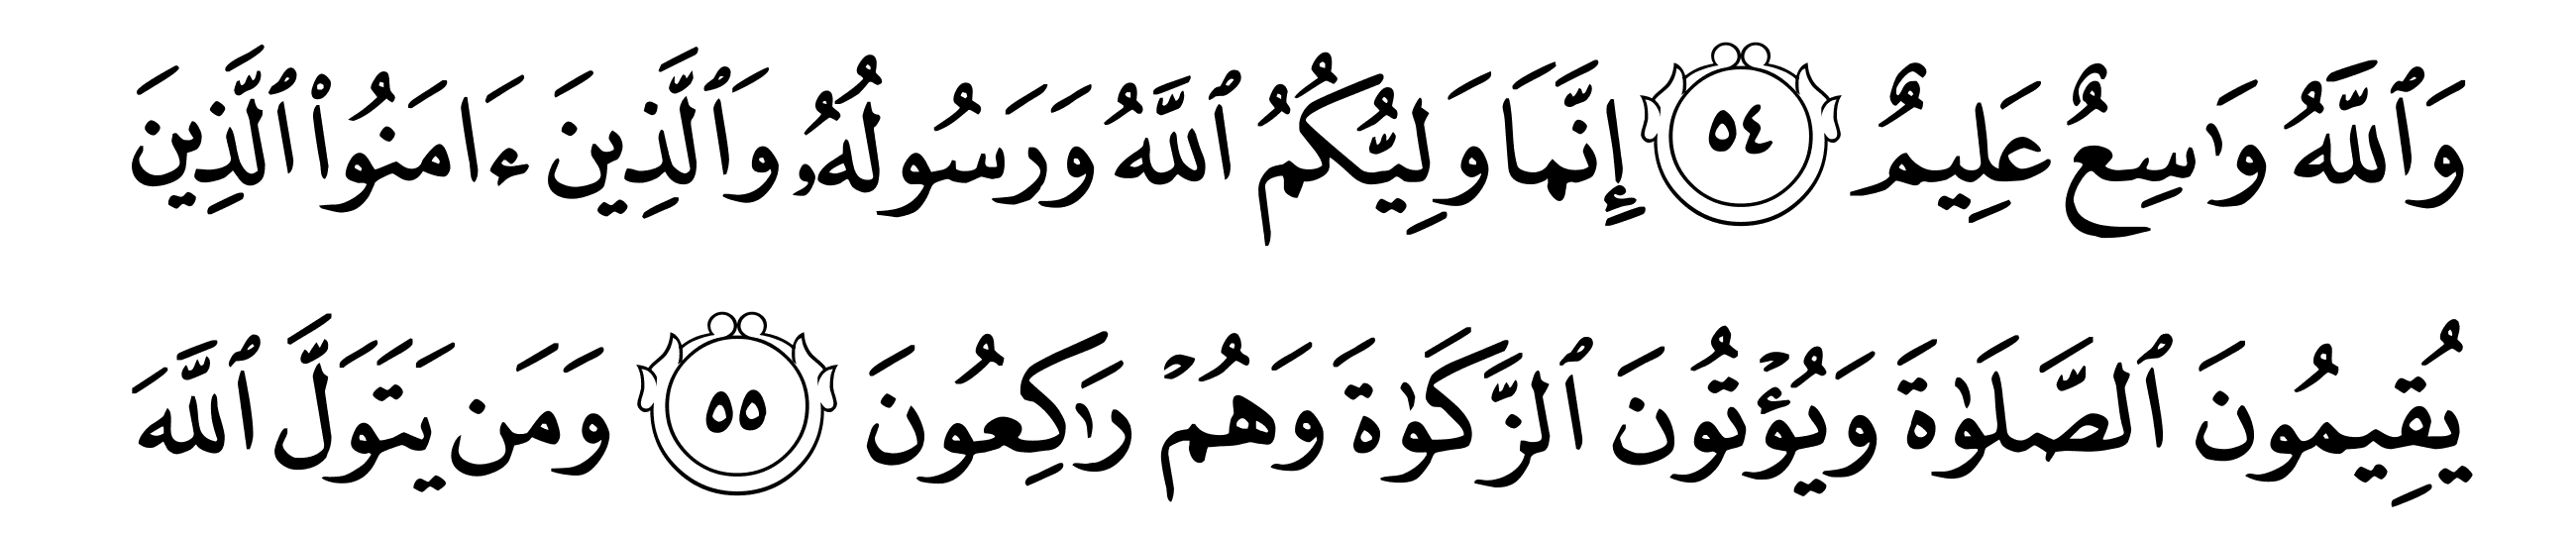 وَٱللَّهُ وَٰسِعٌ عَلِيمٌ ٥٤ إِنَّمَا وَلِيُّكُمُ ٱللَّهُ وَرَسُولُهُۥ وَٱلَّذِينَ ءَامَنُوا۟ ٱلَّذِينَ
يُقِيمُونَ ٱلصَّلَوٰةَ وَيُؤْتُونَ ٱلزَّكَوٰةَ وَهُمْ رَٰكِعُونَ ٥٥ وَمَن يَتَوَلَّ ٱللَّهَ